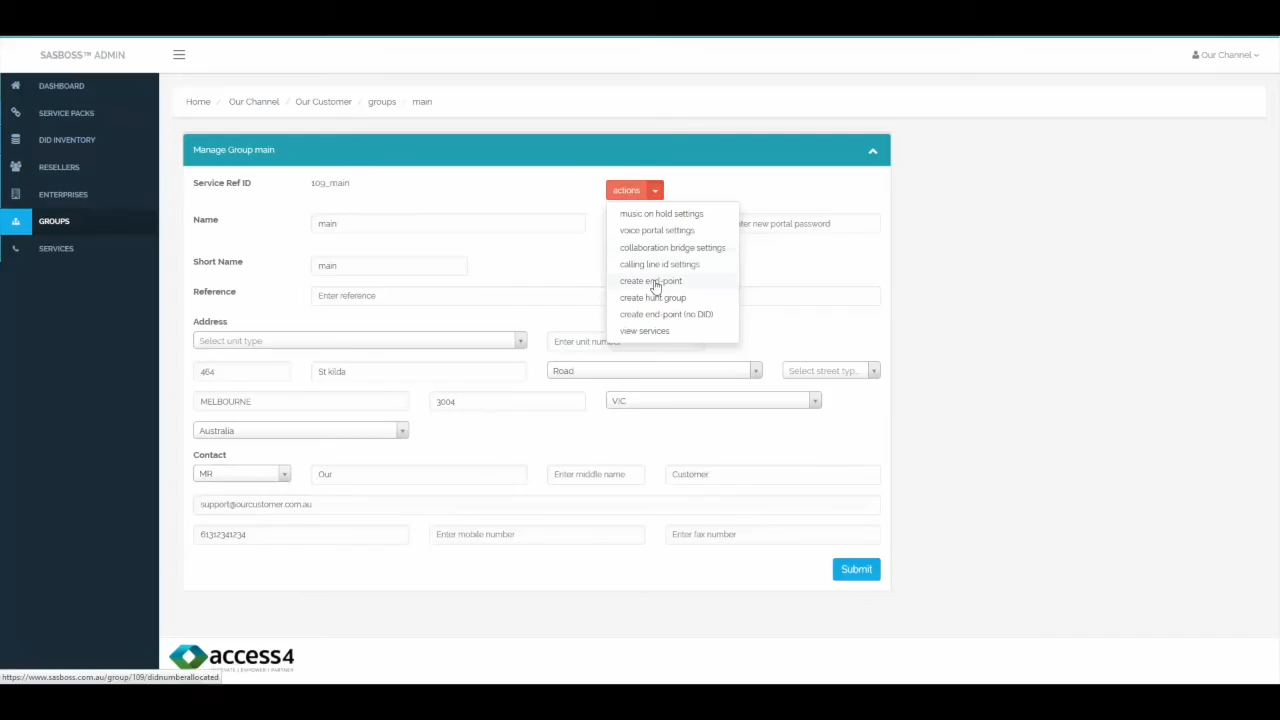 SASBOSS™ ADMIN
Our Channel
DASHBOARD
SERVICE PACKS
DID INVENTORY
RESELLERS
ENTERPRISES
GROUPS
SERVICES
Home / Our Channel / Our Customer / groups / main
Manage Group main
Service Ref ID 109_main
actions
music on hold settings
voice portal settings
collaboration bridge settings
calling line id settings
create end-point
create hunt group
create end-point (no DID)
view services
Name main new portal password
Short Name main
Reference Enter reference
Address
Select unit type Enter unit
464 St kilda Road Select street typ...
MELBOURNE 3004 VIC
Australia
Contact
MR Our Enter middle name Customer
support@ourcustomer.com.au
61312341234 Enter mobile number Enter fax number
Submit
access4
https://www.sasboss.com.au/group/109/didnumberallocated